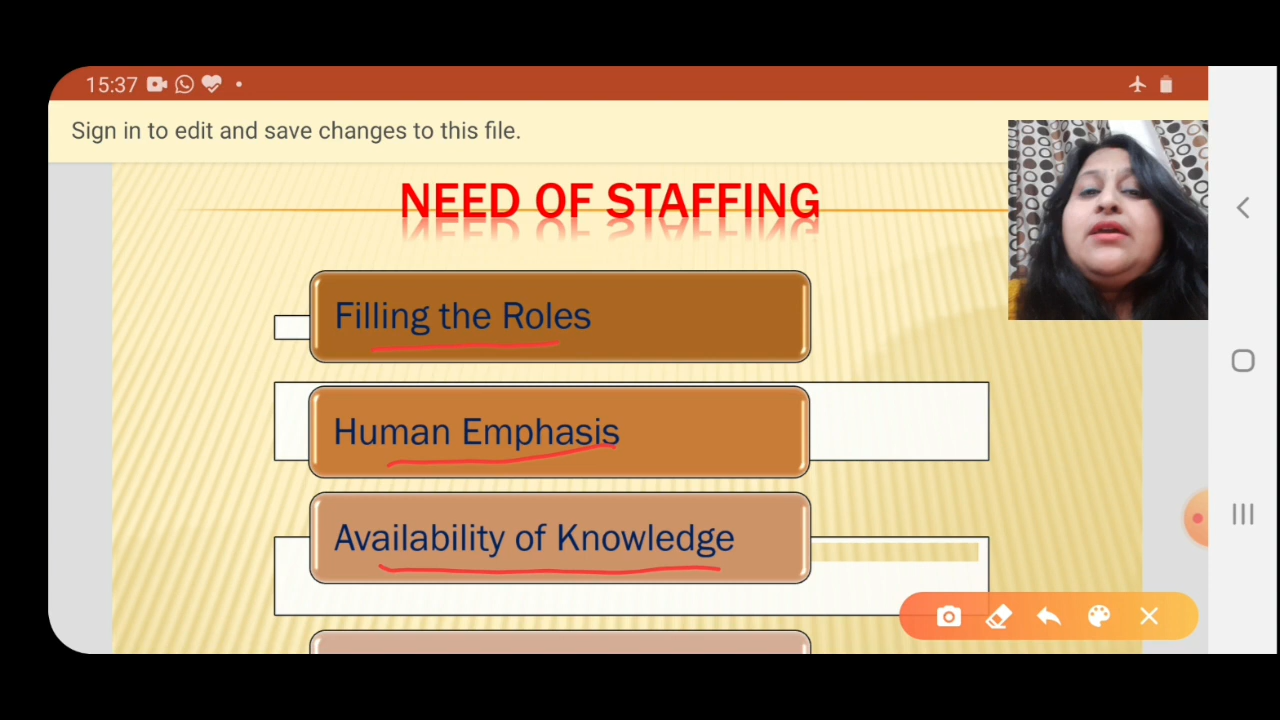 15:37
Sign in to edit and save changes to this file.
NEED OF STAFFING
Filling the Roles
Human Emphasis
Availability of Knowledge